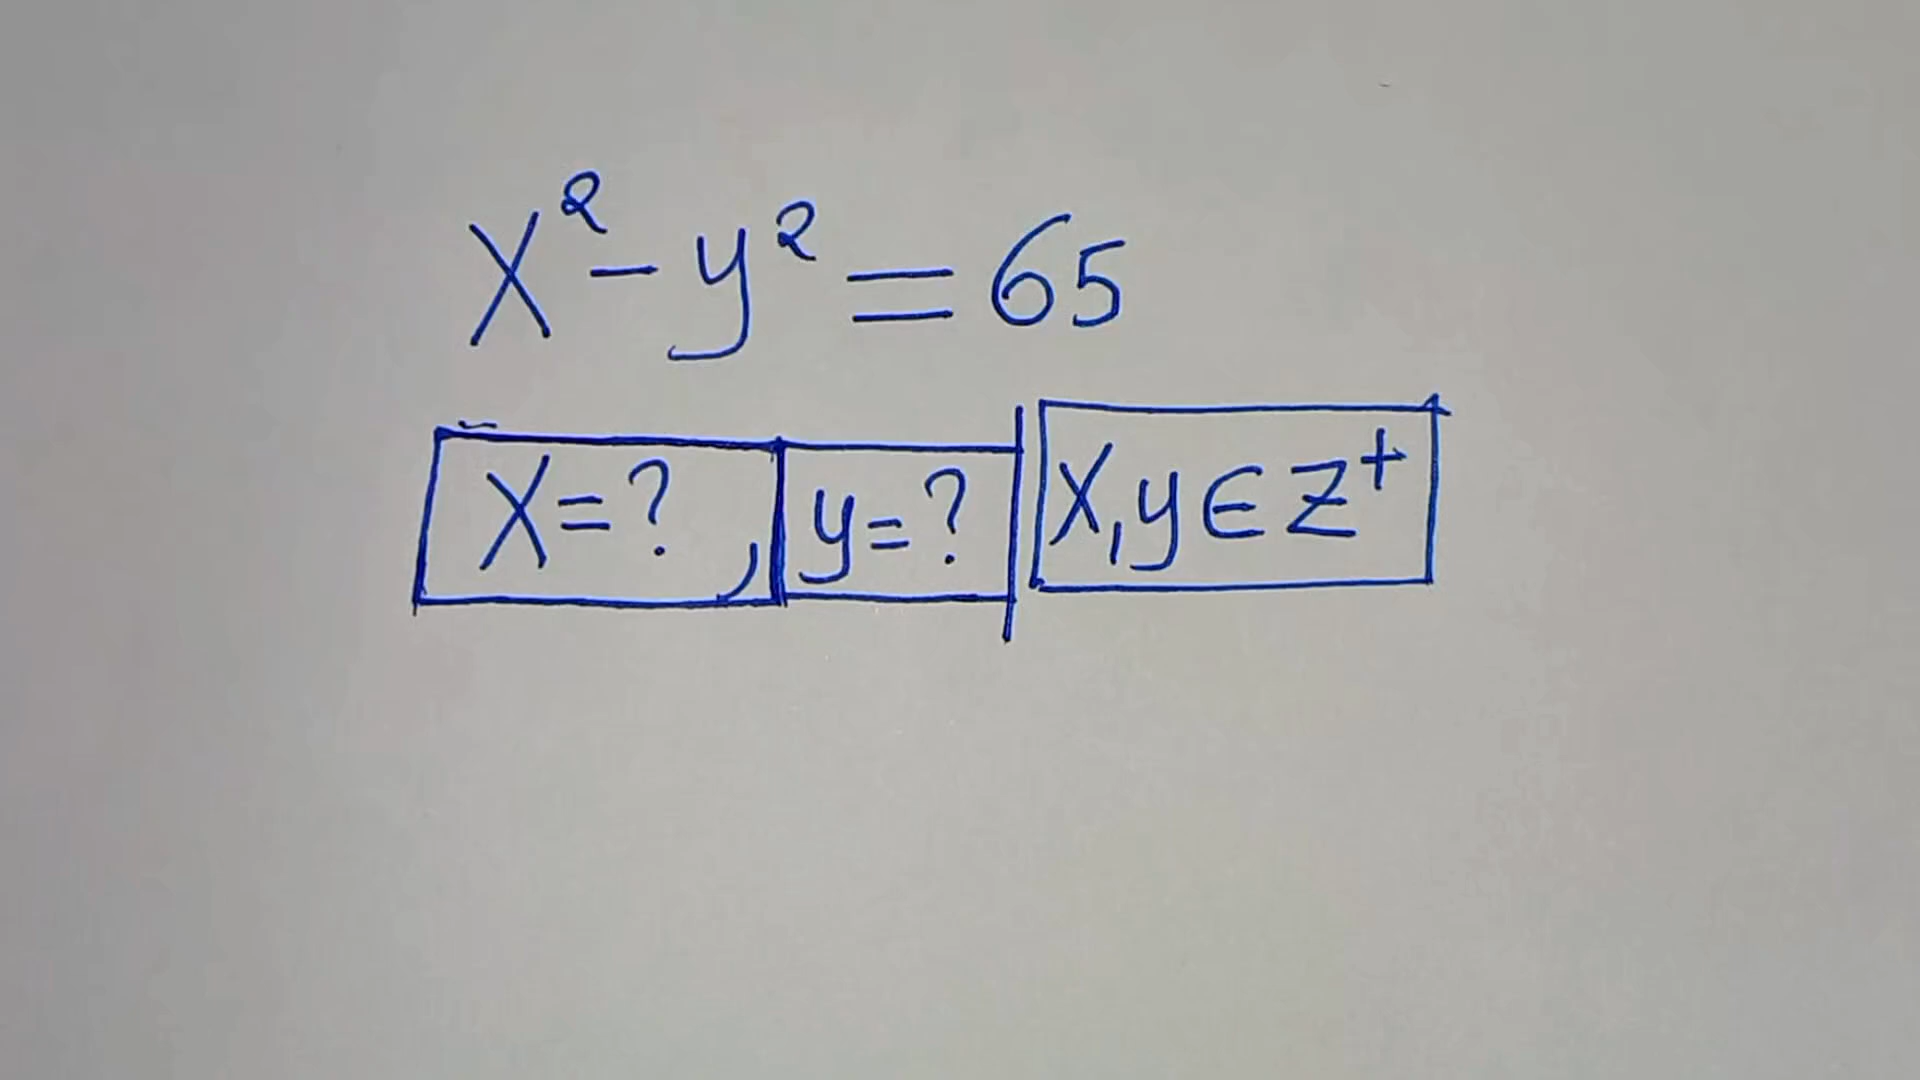 x² - y² = 65
x = ?, y = ? x, y ∈ Z⁺